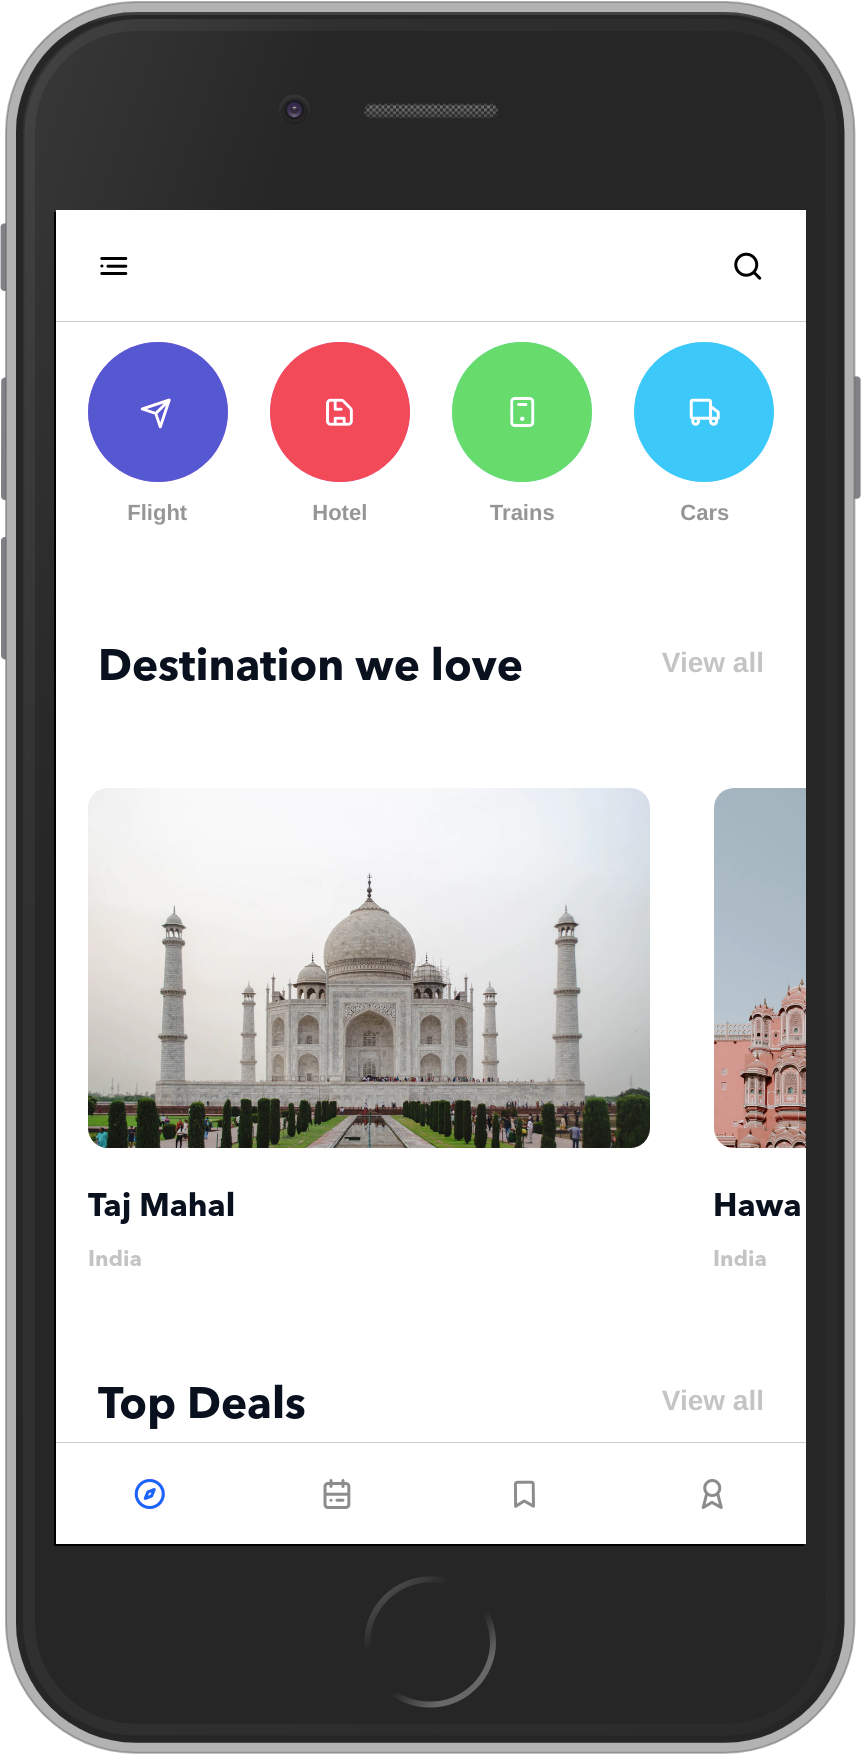 Flight Hotel Trains Cars
Destination we love View all
Taj Mahal Hawa
India India
Top Deals View all